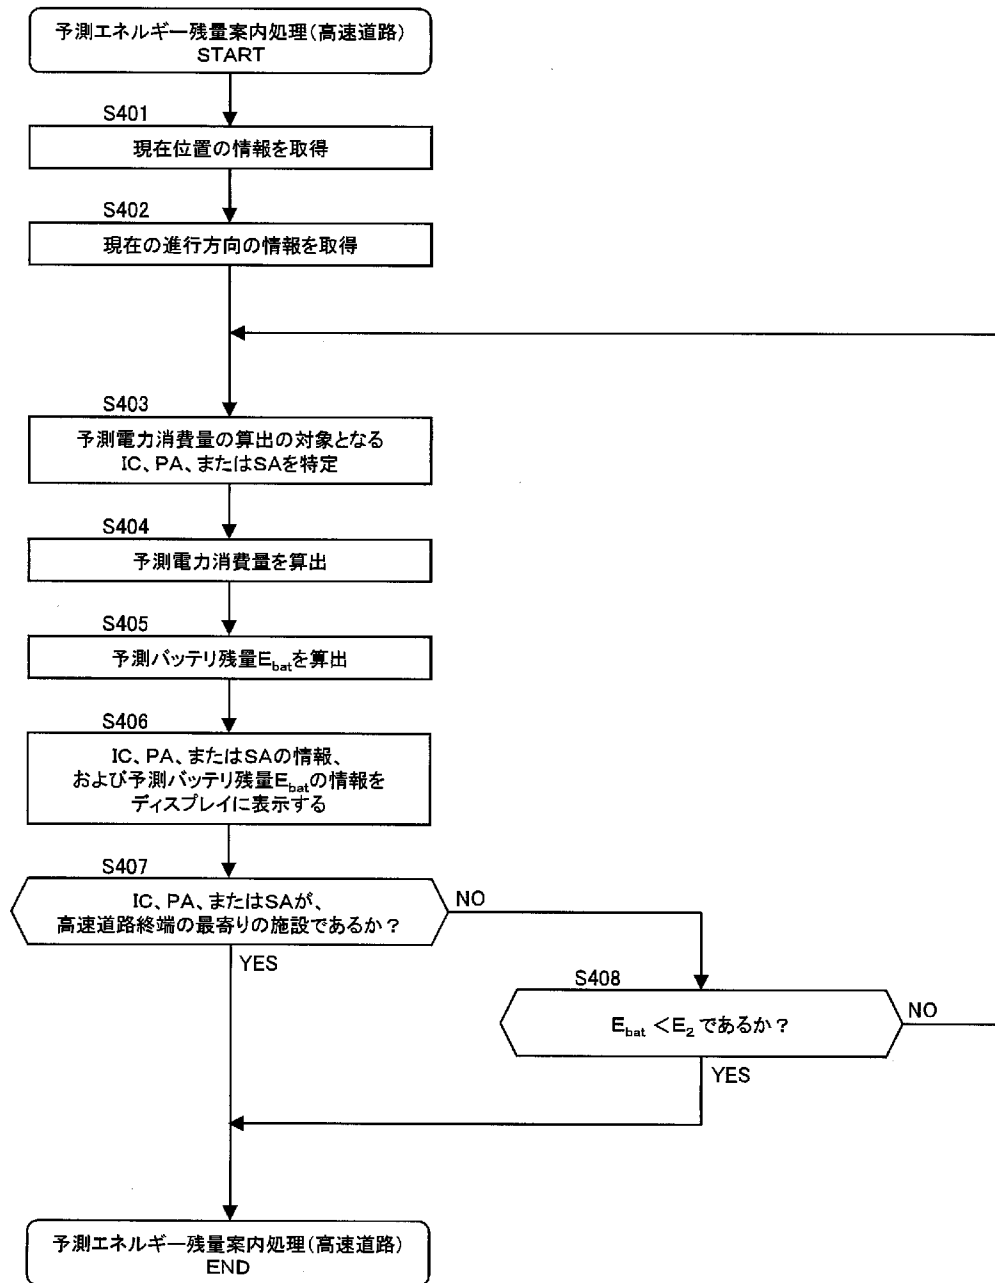 予測エネルギー残量案内処理(高速道路)
START
S401
現在位置の情報を取得
S402
現在の進行方向の情報を取得
S403
予測電力消費量の算出の対象となる
IC、PA、またはSAを特定
S404
予測電力消費量を算出
S405
予測バッテリ残量Ebatを算出
S406
IC、PA、またはSAの情報、
および予測バッテリ残量Ebatの情報を
ディスプレイに表示する
S407
IC、PA、またはSAが、
高速道路終端の最寄りの施設であるか?
NO
YES
S408
Ebat <E2 であるか?
NO
YES
予測エネルギー残量案内処理(高速道路)
END